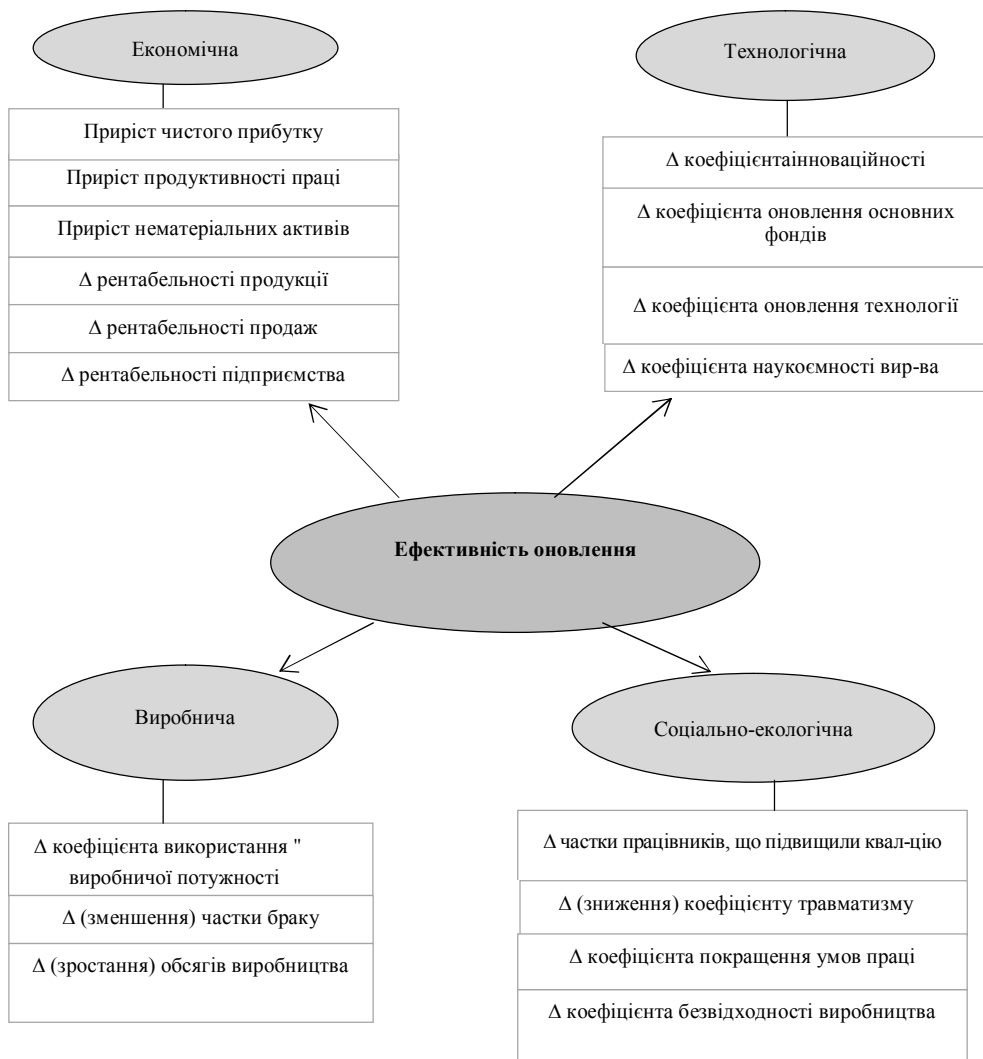 Економічна
Приріст чистого прибутку
Приріст продуктивності праці
Приріст нематеріальних активів
Δ рентабельності продукції
Δ рентабельності продаж
Δ рентабельності підприємства
Технологічна
Δ коефіцієнтаінноваційності
Δ коефіцієнта оновлення основних
фондів
Δ коефіцієнта оновлення технології
Δ коефіцієнта наукоємності вир-ва
Ефективність оновлення
Виробнича
Δ коефіцієнта використання "
виробничої потужності
Δ (зменшення) частки браку
Δ (зростання) обсягів виробництва
Соціально-екологічна
Δ частки працівників, що підвищили квал-цію
Δ (зниження) коефіцієнту травматизму
Δ коефіцієнта покращення умов праці
Δ коефіцієнта безвідходності виробництва